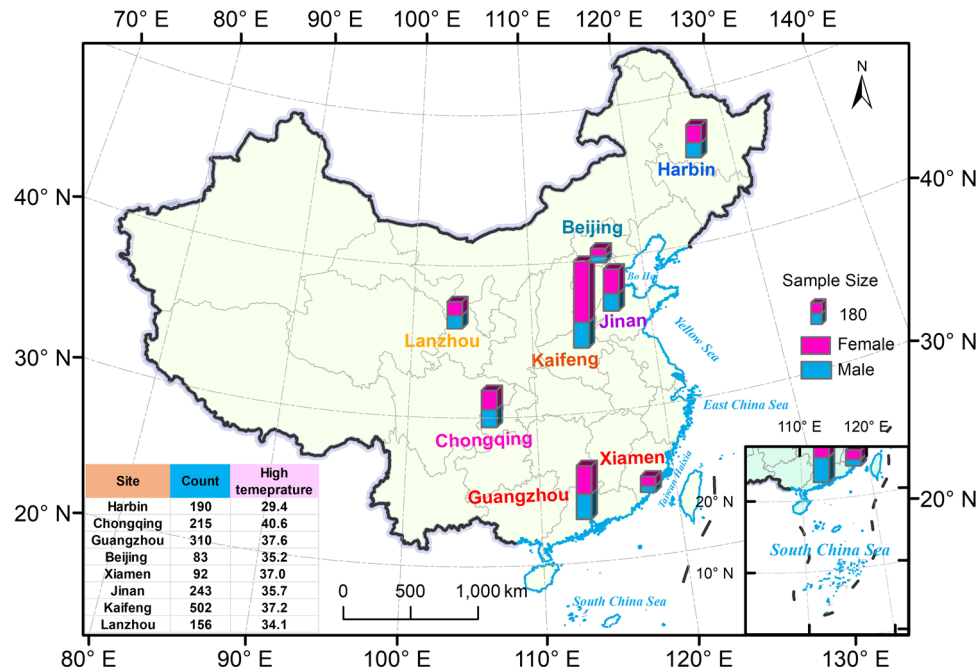 70° E 80° E 90° E 100° E 110° E 120° E 130° E 140° E
N
Harbin
40° N 40° N
Beijing
Bo Ha
Sample Size
180
Jinan
Lanzhou
Yellow Sea
Female
30° N 30° N
Kaifeng
Male
East China Sea
Chongqing
110° E 120° E
Xiamen
Taiwan Haixia
Guangzhou
20° N 20° N 20° N
South China Sea
10° N
Site Count High
temeprature
Harbin 190 29.4
Chongqing 215 40.6
Guangzhou 310 37.6
Beijing 83 35.2
Xiamen 92 37.0
Jinan 243 35.7
Kaifeng 502 37.2
Lanzhou 156 34.1
0 500 1,000 km
South China Sea
80° E 90° E 100° E 110° E 120° E 130° E